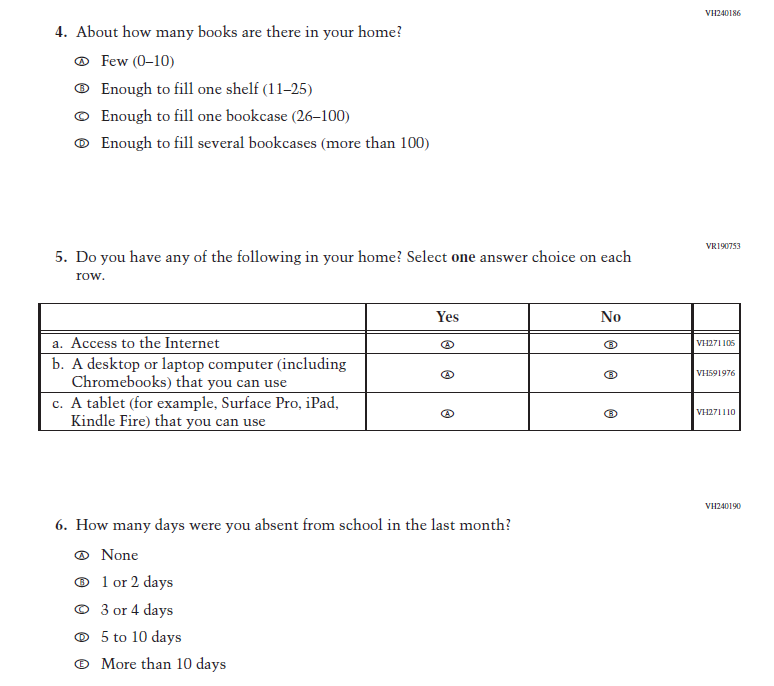 VH240186
4. About how many books are there in your home?
Ⓐ Few (0–10)
Ⓑ Enough to fill one shelf (11–25)
Ⓒ Enough to fill one bookcase (26–100)
Ⓓ Enough to fill several bookcases (more than 100)
VR190753
5. Do you have any of the following in your home? Select one answer choice on each
row.
Yes No
a. Access to the Internet Ⓐ Ⓑ VH271105
b. A desktop or laptop computer (including
Chromebooks) that you can use Ⓐ Ⓑ VH591976
c. A tablet (for example, Surface Pro, iPad,
Kindle Fire) that you can use Ⓐ Ⓑ VH271110
VH240190
6. How many days were you absent from school in the last month?
Ⓐ None
Ⓑ 1 or 2 days
Ⓒ 3 or 4 days
Ⓓ 5 to 10 days
Ⓔ More than 10 days